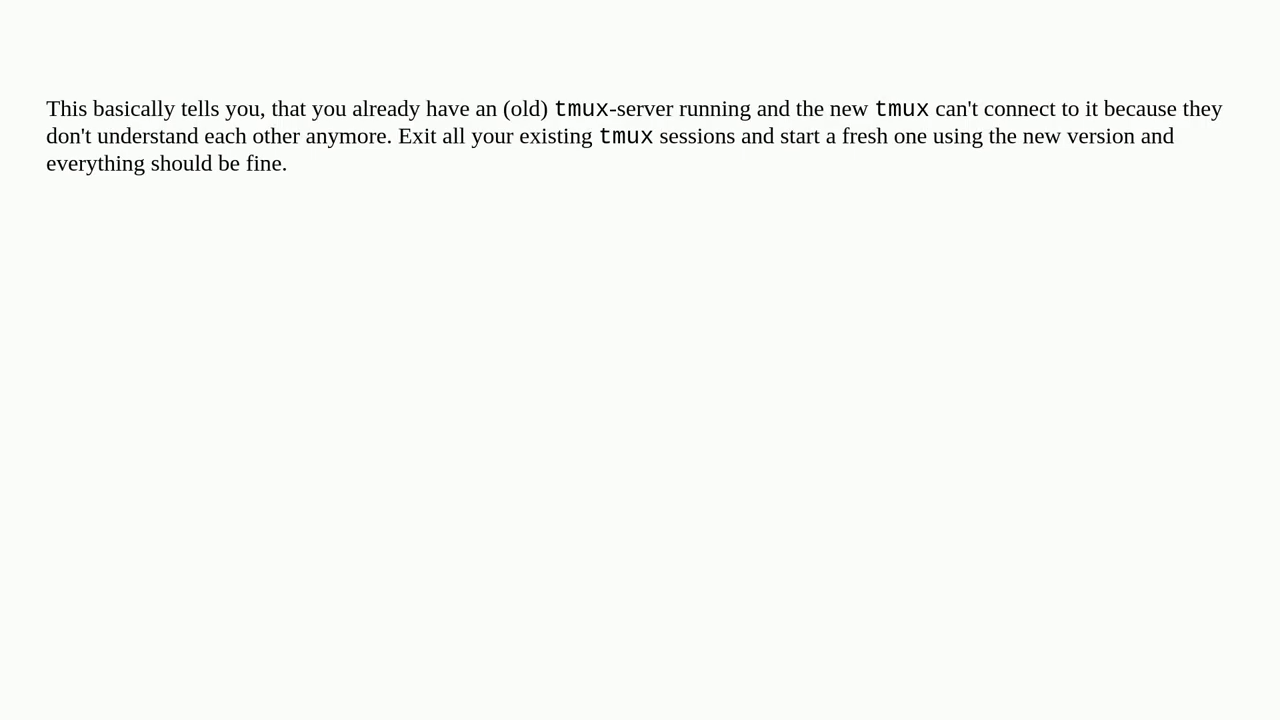 This basically tells you, that you already have an (old) tmux-server running and the new tmux can't connect to it because they
don't understand each other anymore. Exit all your existing tmux sessions and start a fresh one using the new version and
everything should be fine.